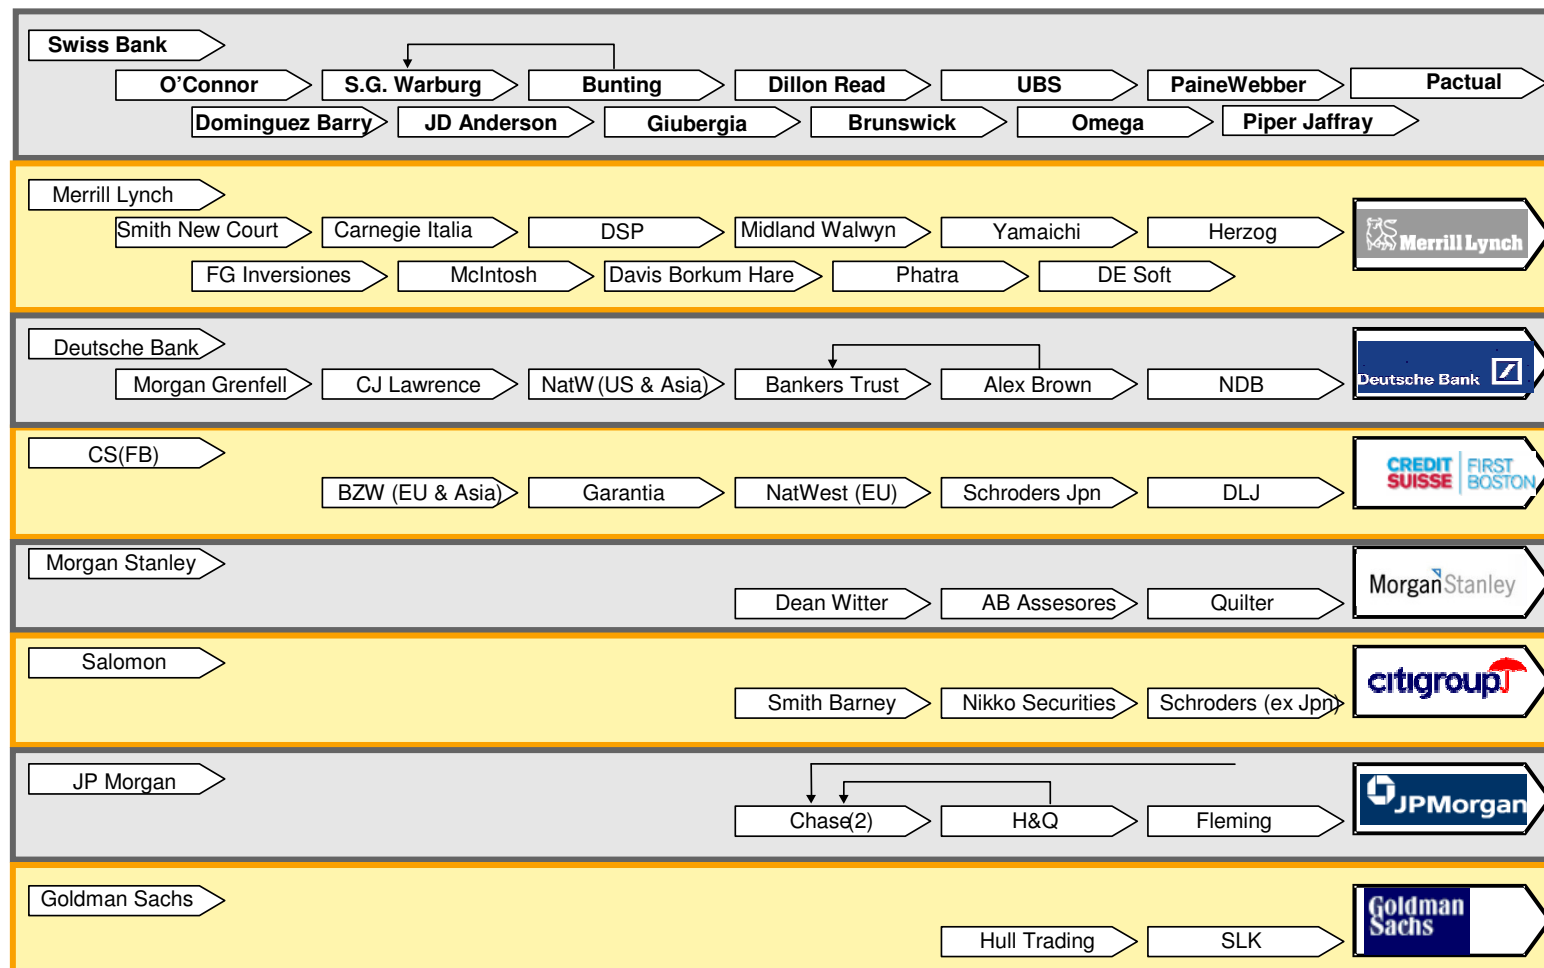 Swiss Bank
O'Connor
S.G. Warburg
Bunting
Dillon Read
UBS
PaineWebber
Pactual
Dominguez Barry
JD Anderson
Giubergia
Brunswick
Omega
Piper Jaffray
Merrill Lynch
Smith New Court
Carnegie Italia
DSP
Midland Walwyn
Yamaichi
Herzog
Merrill Lynch
FG Inversiones
McIntosh
Davis Borkum Hare
Phatra
DE Soft
Deutsche Bank
Morgan Grenfell
CJ Lawrence
NatW (US & Asia)
Bankers Trust
Alex Brown
NDB
Deutsche Bank
CS(FB)
BZW (EU & Asia)
Garantia
NatWest (EU)
Schroders Jpn
DLJ
CREDIT SUISSE
FIRST BOSTON
Morgan Stanley
Dean Witter
AB Assesores
Quilter
Morgan Stanley
Salomon
Smith Barney
Nikko Securities
Schroders (ex Jpn)
citigroup
JP Morgan
Chase(2)
H&Q
Fleming
JPMorgan
Goldman Sachs
Hull Trading
SLK
Goldman
Sachs